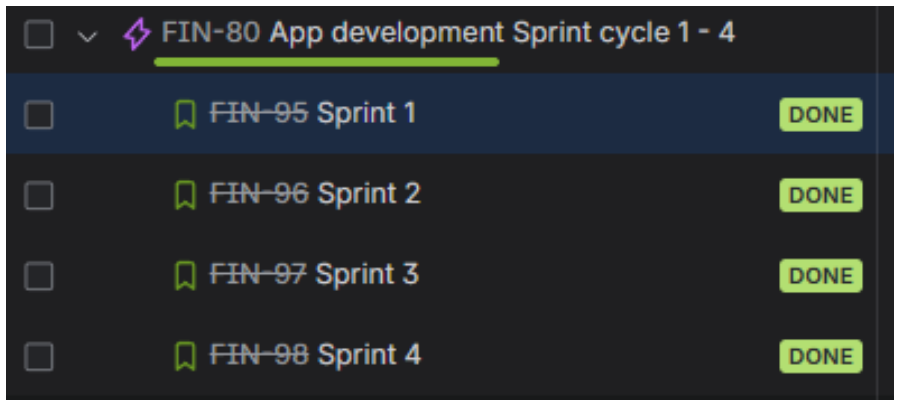 FIN-80 App development Sprint cycle 1 - 4
FIN-95 Sprint 1 DONE
FIN-96 Sprint 2 DONE
FIN-97 Sprint 3 DONE
FIN-98 Sprint 4 DONE